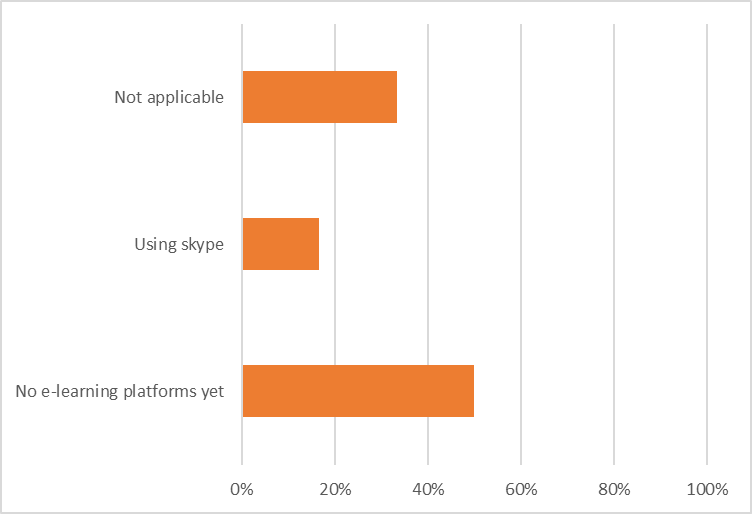 Not applicable
Using skype
No e-learning platforms yet
0% 20% 40% 60% 80% 100%